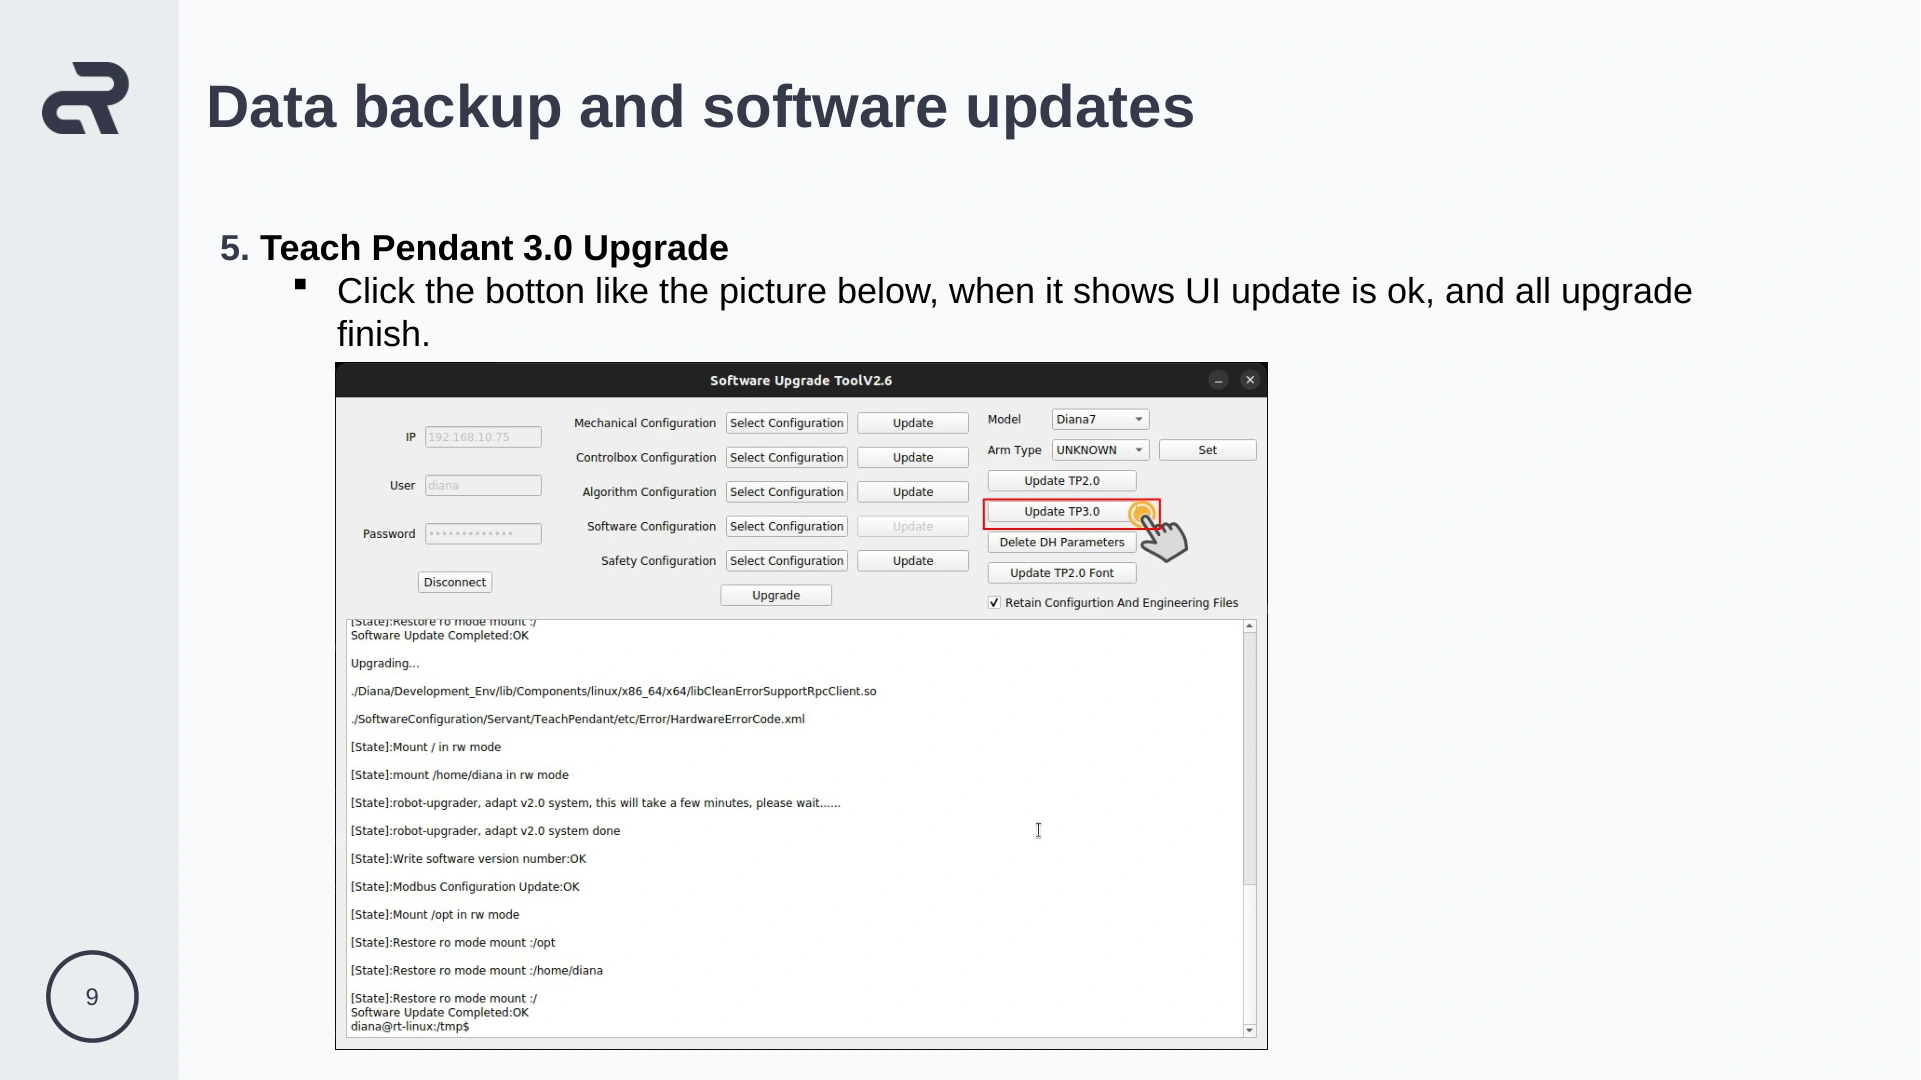 Data backup and software updates
5. Teach Pendant 3.0 Upgrade
▪ Click the botton like the picture below, when it shows UI update is ok, and all upgrade
finish.
Software Upgrade ToolV2.6
IP 192.168.10.75
User diana
Password •••••••••••••
Disconnect
Mechanical Configuration Select Configuration Update
Controlbox Configuration Select Configuration Update
Algorithm Configuration Select Configuration Update
Software Configuration Select Configuration Update
Safety Configuration Select Configuration Update
Upgrade
Model Diana7
Arm Type UNKNOWN Set
Update TP2.0
Update TP3.0
Delete DH Parameters
Update TP2.0 Font
Retain Configurtion And Engineering Files
[State]:Restore ro mode mount :/
Software Update Completed:OK
Upgrading...
./Diana/Development_Env/lib/Components/linux/x86_64/x64/libCleanErrorSupportRpcClient.so
./SoftwareConfiguration/Servant/TeachPendant/etc/Error/HardwareErrorCode.xml
[State]:Mount / in rw mode
[State]:mount /home/diana in rw mode
[State]:robot-upgrader, adapt v2.0 system, this will take a few minutes, please wait......
[State]:robot-upgrader, adapt v2.0 system done
[State]:Write software version number:OK
[State]:Modbus Configuration Update:OK
[State]:Mount /opt in rw mode
[State]:Restore ro mode mount :/opt
[State]:Restore ro mode mount :/home/diana
[State]:Restore ro mode mount :/
Software Update Completed:OK
diana@rt-linux:/tmp$
9